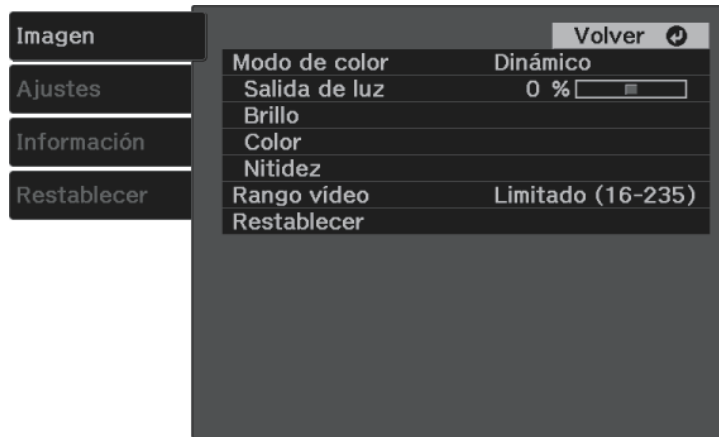 Imagen
Ajustes
Información
Restablecer
Volver
Modo de color Dinámico
Salida de luz 0 %
Brillo
Color
Nitidez
Rango vídeo Limitado (16-235)
Restablecer